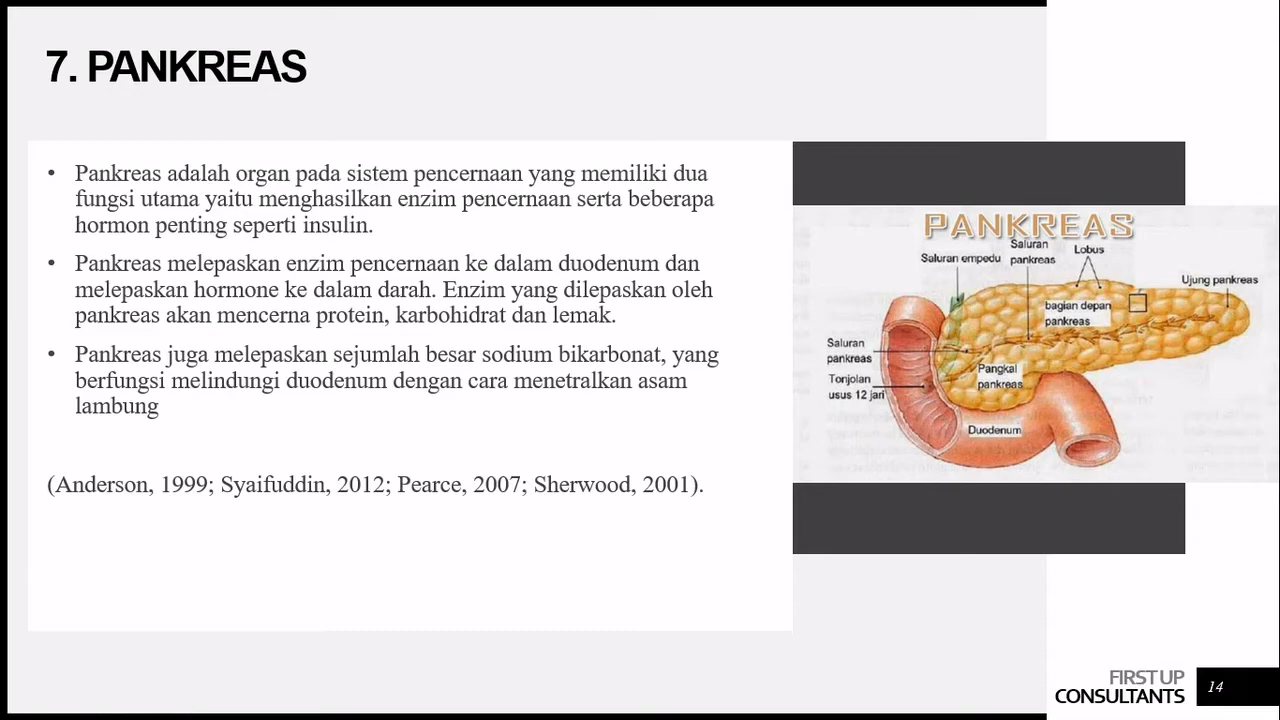 7. PANKREAS
• Pankreas adalah organ pada sistem pencernaan yang memiliki dua
fungsi utama yaitu menghasilkan enzim pencernaan serta beberapa
hormon penting seperti insulin.
• Pankreas melepaskan enzim pencernaan ke dalam duodenum dan
melepaskan hormone ke dalam darah. Enzim yang dilepaskan oleh
pankreas akan mencerna protein, karbohidrat dan lemak.
• Pankreas juga melepaskan sejumlah besar sodium bikarbonat, yang
berfungsi melindungi duodenum dengan cara menetralkan asam
lambung
(Anderson, 1999; Syaifuddin, 2012; Pearce, 2007; Sherwood, 2001).
PANKREAS
Saluran empedu
Saluran
pankreas
Lobus
Ujung pankreas
bagian depan
pankreas
Saluran
pankreas
Pangkal
pankreas
Tonjolan
usus 12 jari
Duodenum
FIRST UP
CONSULTANTS
14